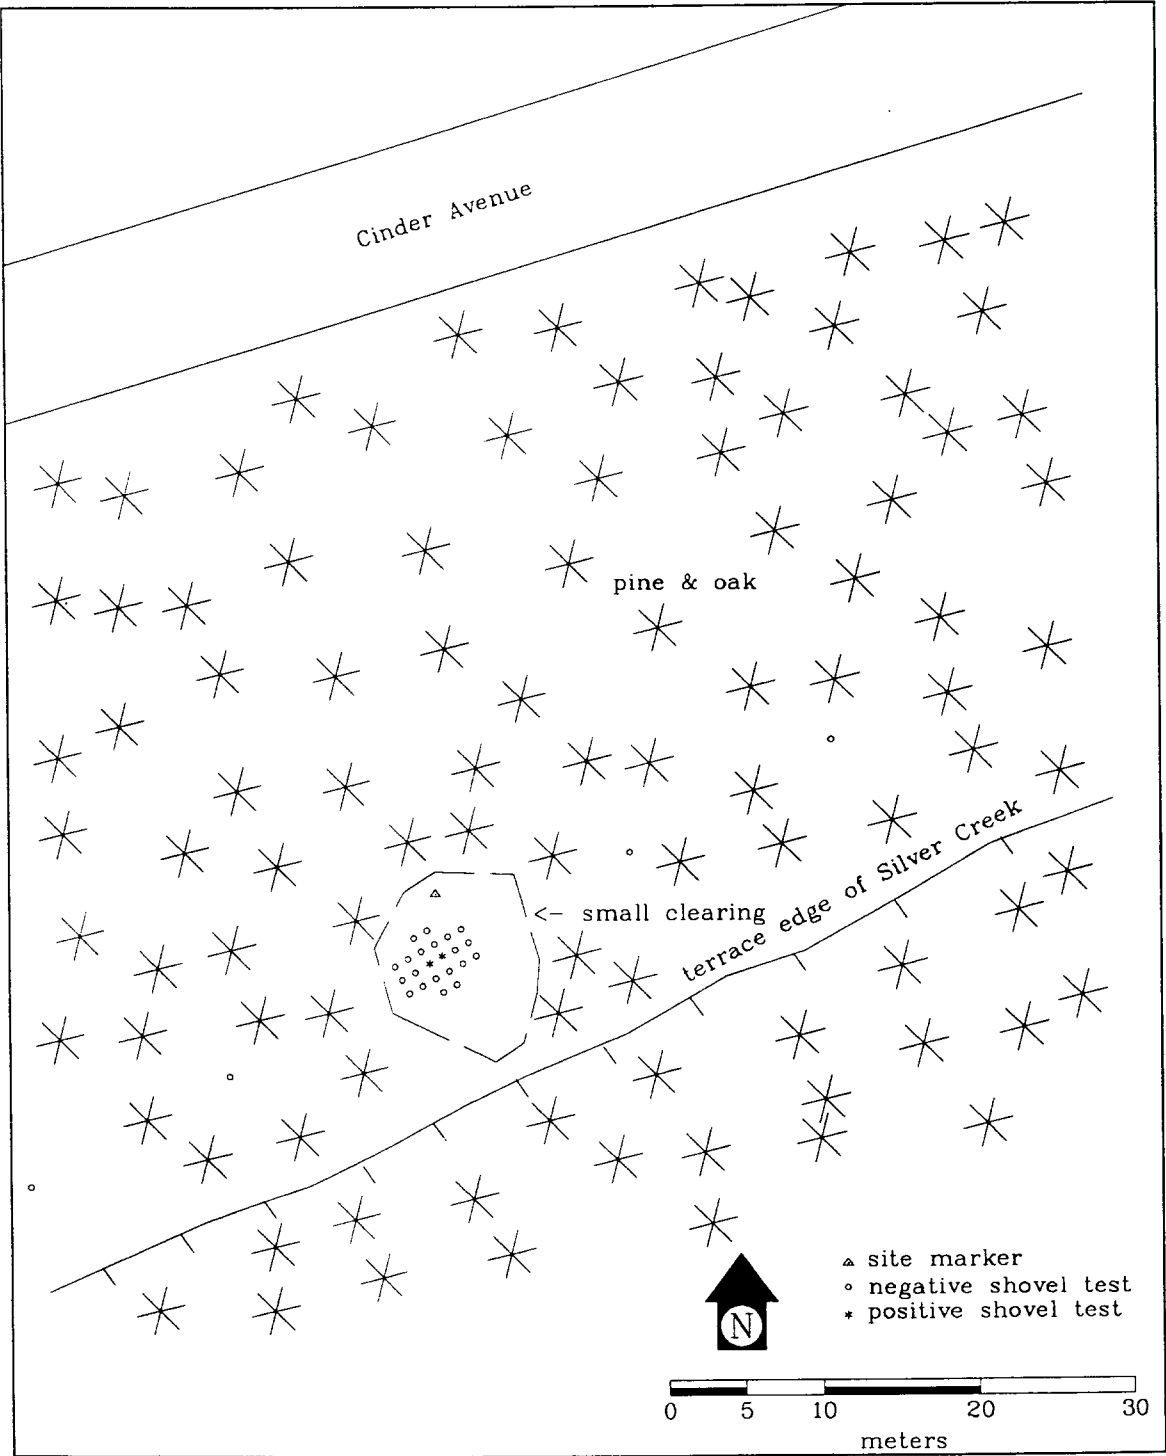 Cinder Avenue
pine & oak
<- small clearing
terrace edge of Silver Creek
site marker
negative shovel test
positive shovel test
N
0 5 10 20 30
meters